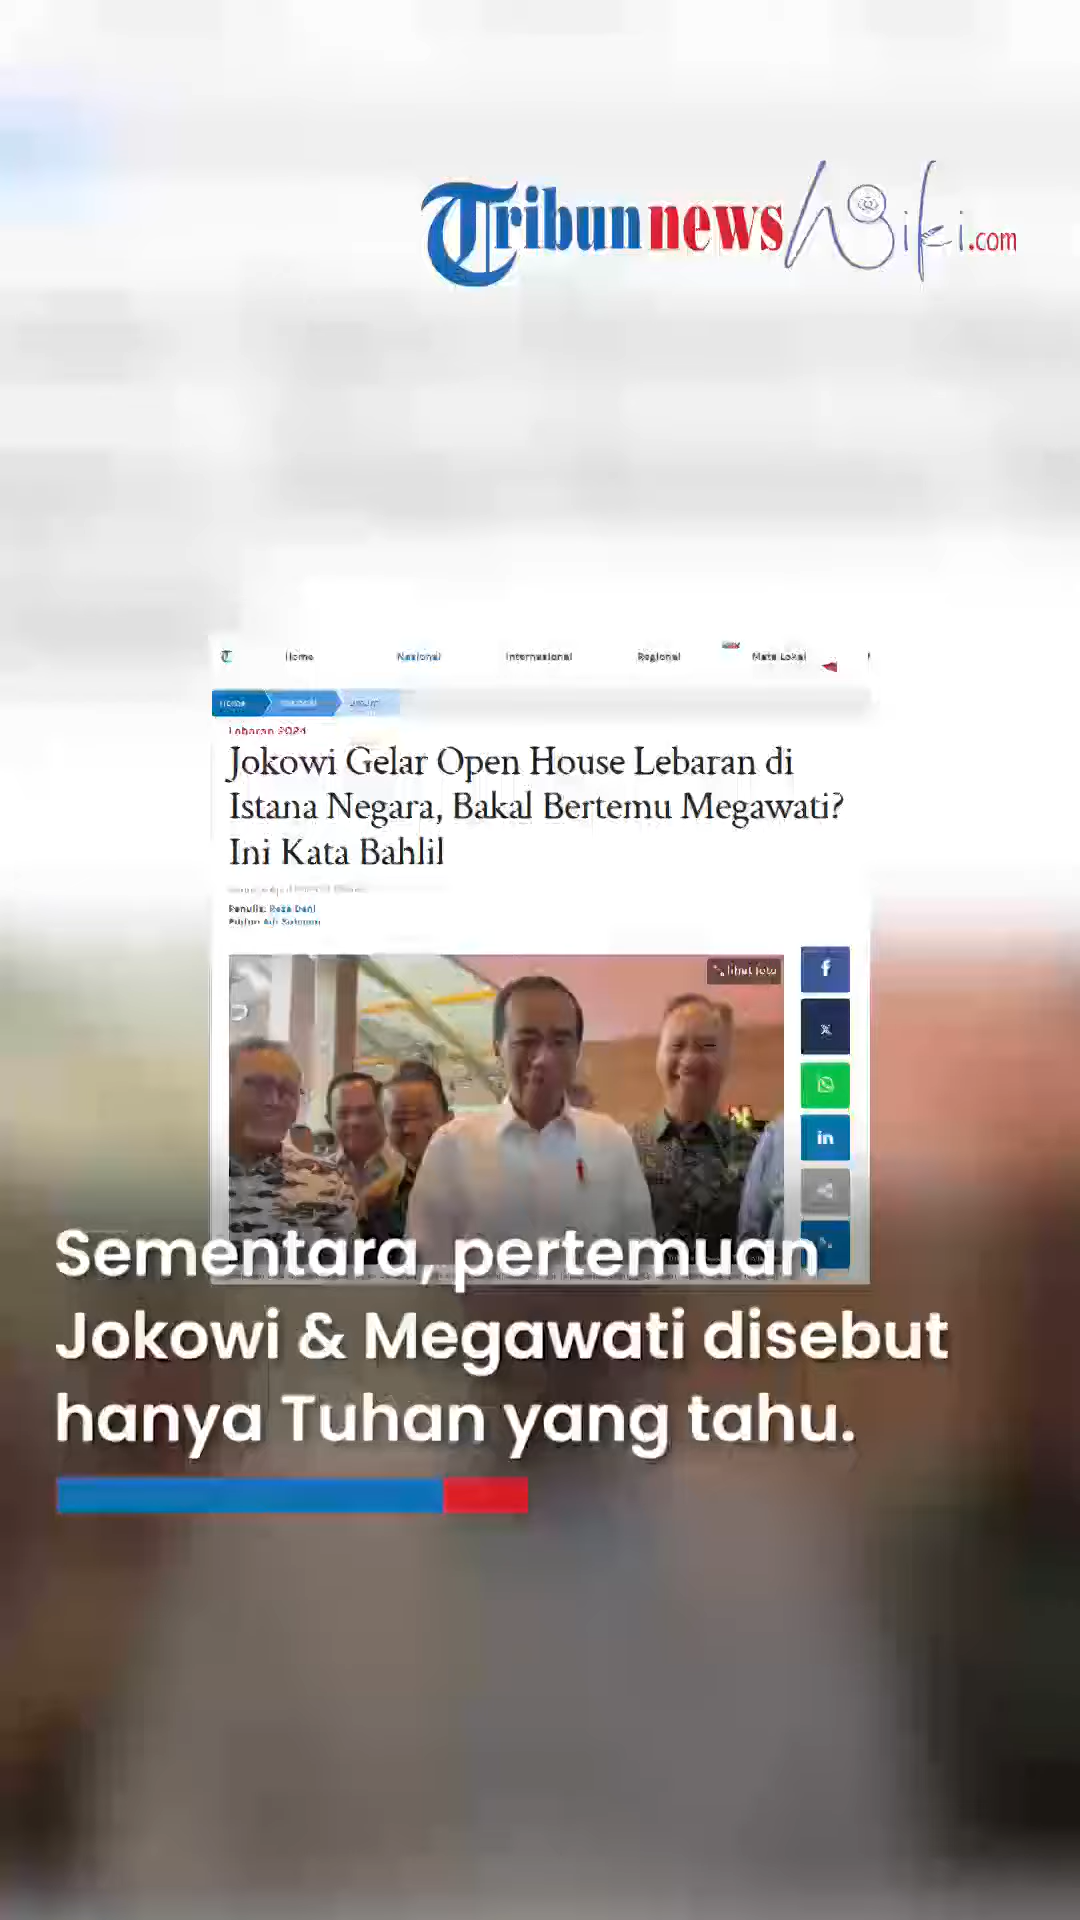 TribunnewsWiki.com
Home Nasional Internasional Regional Mata Lokal
Home
Lebaran 2024
Jokowi Gelar Open House Lebaran di
Istana Negara, Bakal Bertemu Megawati?
Ini Kata Bahlil
Penulis: Reza Deni
lihat foto
Sementara, pertemuan
Jokowi & Megawati disebut
hanya Tuhan yang tahu.